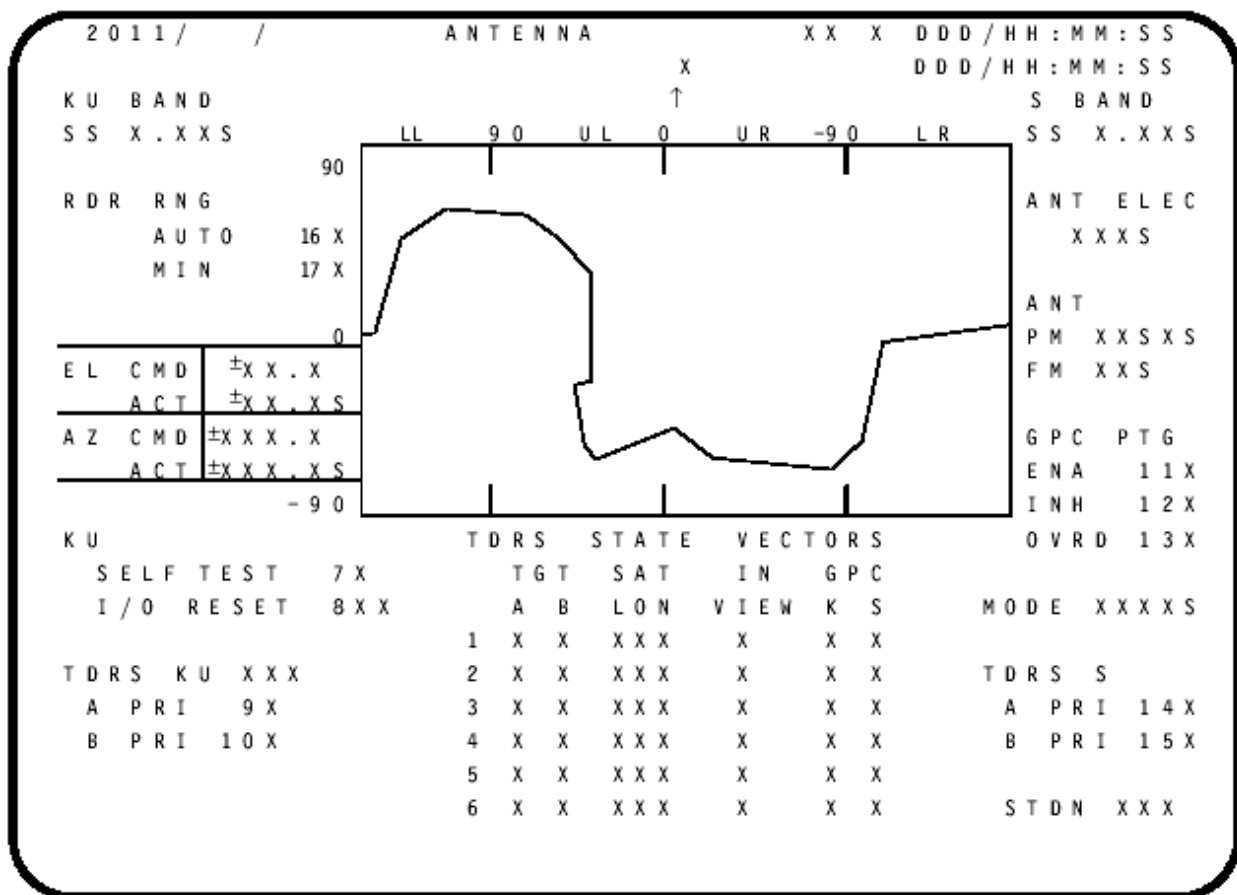 2011/ / ANTENNA XX X DDD/HH:MM:SS
X DDD/HH:MM:SS
KU BAND ↑ S BAND
SS X.XXS LL 90 UL 0 UR -90 LR SS X.XXS
90
RDR RNG ANT ELEC
AUTO 16X XXXS
MIN 17X
ANT
0 PM XXSXS
EL CMD ±XX.X FM XXS
ACT ±XX.XS
AZ CMD ±XXX.X GPC PTG
ACT ±XXX.XS ENA 11X
-90 INH 12X
KU TDRS STATE VECTORS OVRD 13X
SELF TEST 7X TGT SAT IN GPC
I/O RESET 8XX A B LON VIEW K S MODE XXXXS
1 X X XXX X X X
TDRS KU XXX 2 X X XXX X X X TDRS S
A PRI 9X 3 X X XXX X X X A PRI 14X
B PRI 10X 4 X X XXX X X X B PRI 15X
5 X X XXX X X X
6 X X XXX X X X STDN XXX